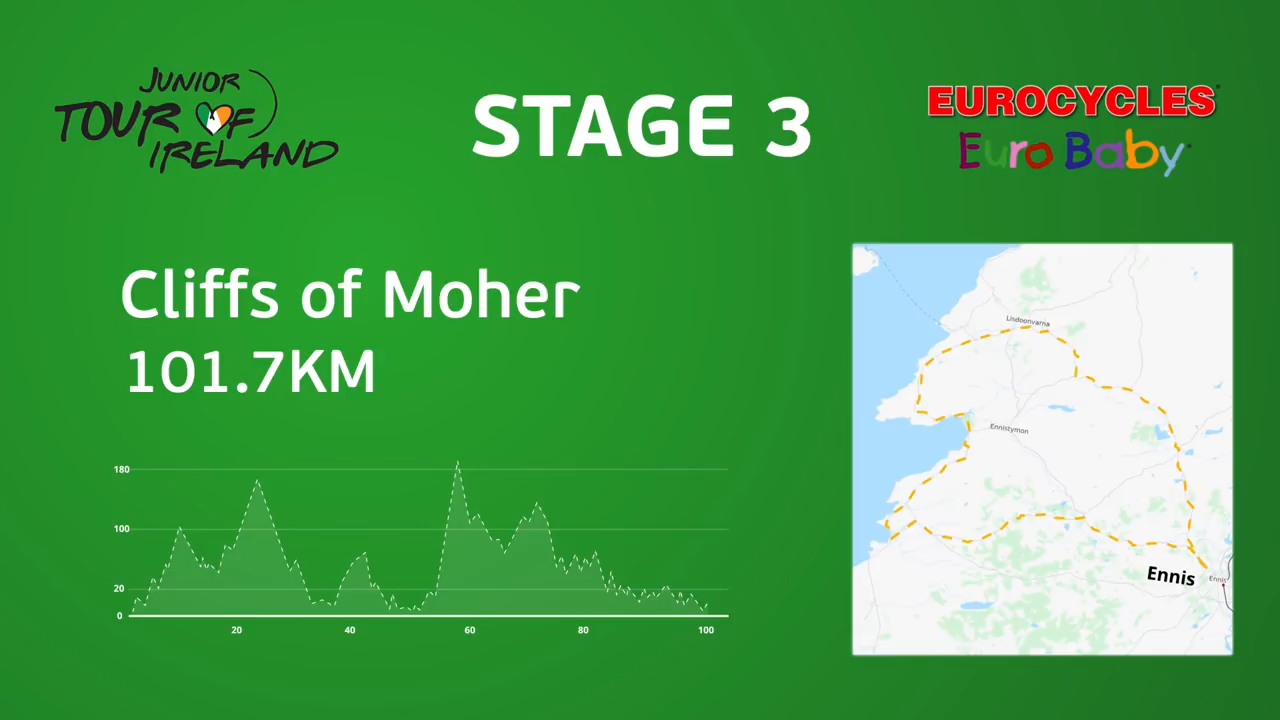 JUNIOR
TOUR OF
IRELAND
STAGE 3
EUROCYCLES
Euro Baby
Cliffs of Moher
101.7KM
180
100
20
0
20
40
60
80
100
Lisdoonvarna
Ennistymon
Ennis
Ennis